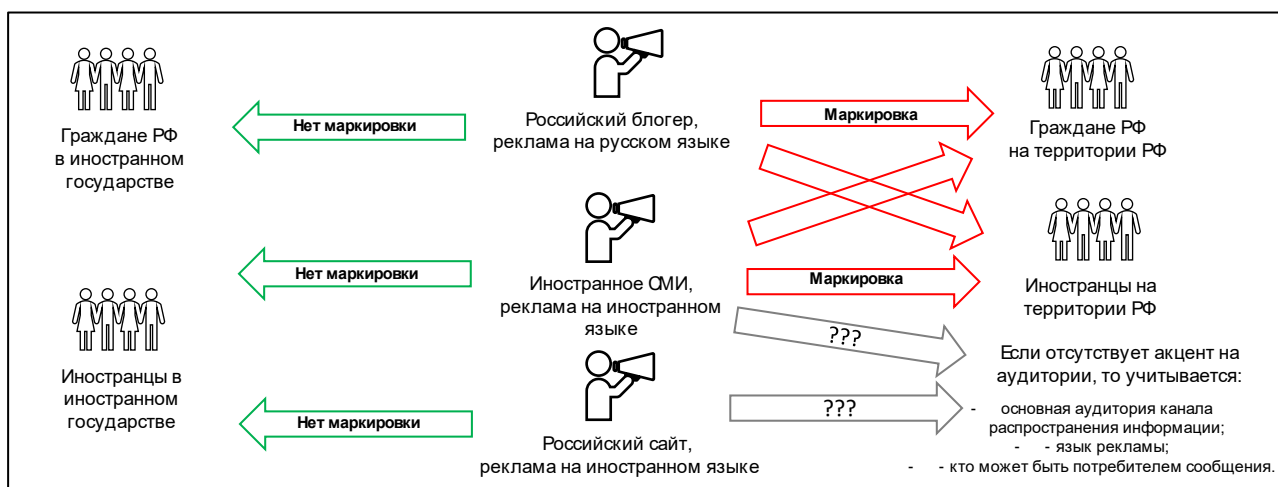 Граждане РФ
в иностранном
государстве
Нет маркировки
Российский блогер,
реклама на русском языке
Маркировка
Граждане РФ
на территории РФ
Нет маркировки
Иностранное СМИ,
реклама на иностранном
языке
Маркировка
Иностранцы на
территории РФ
???
Иностранцы в
иностранном
государстве
Нет маркировки
Российский сайт,
реклама на иностранном языке
???
Если отсутствует акцент на
аудитории, то учитывается:
- основная аудитория канала
распространения информации;
- - язык рекламы;
- - кто может быть потребителем сообщения.